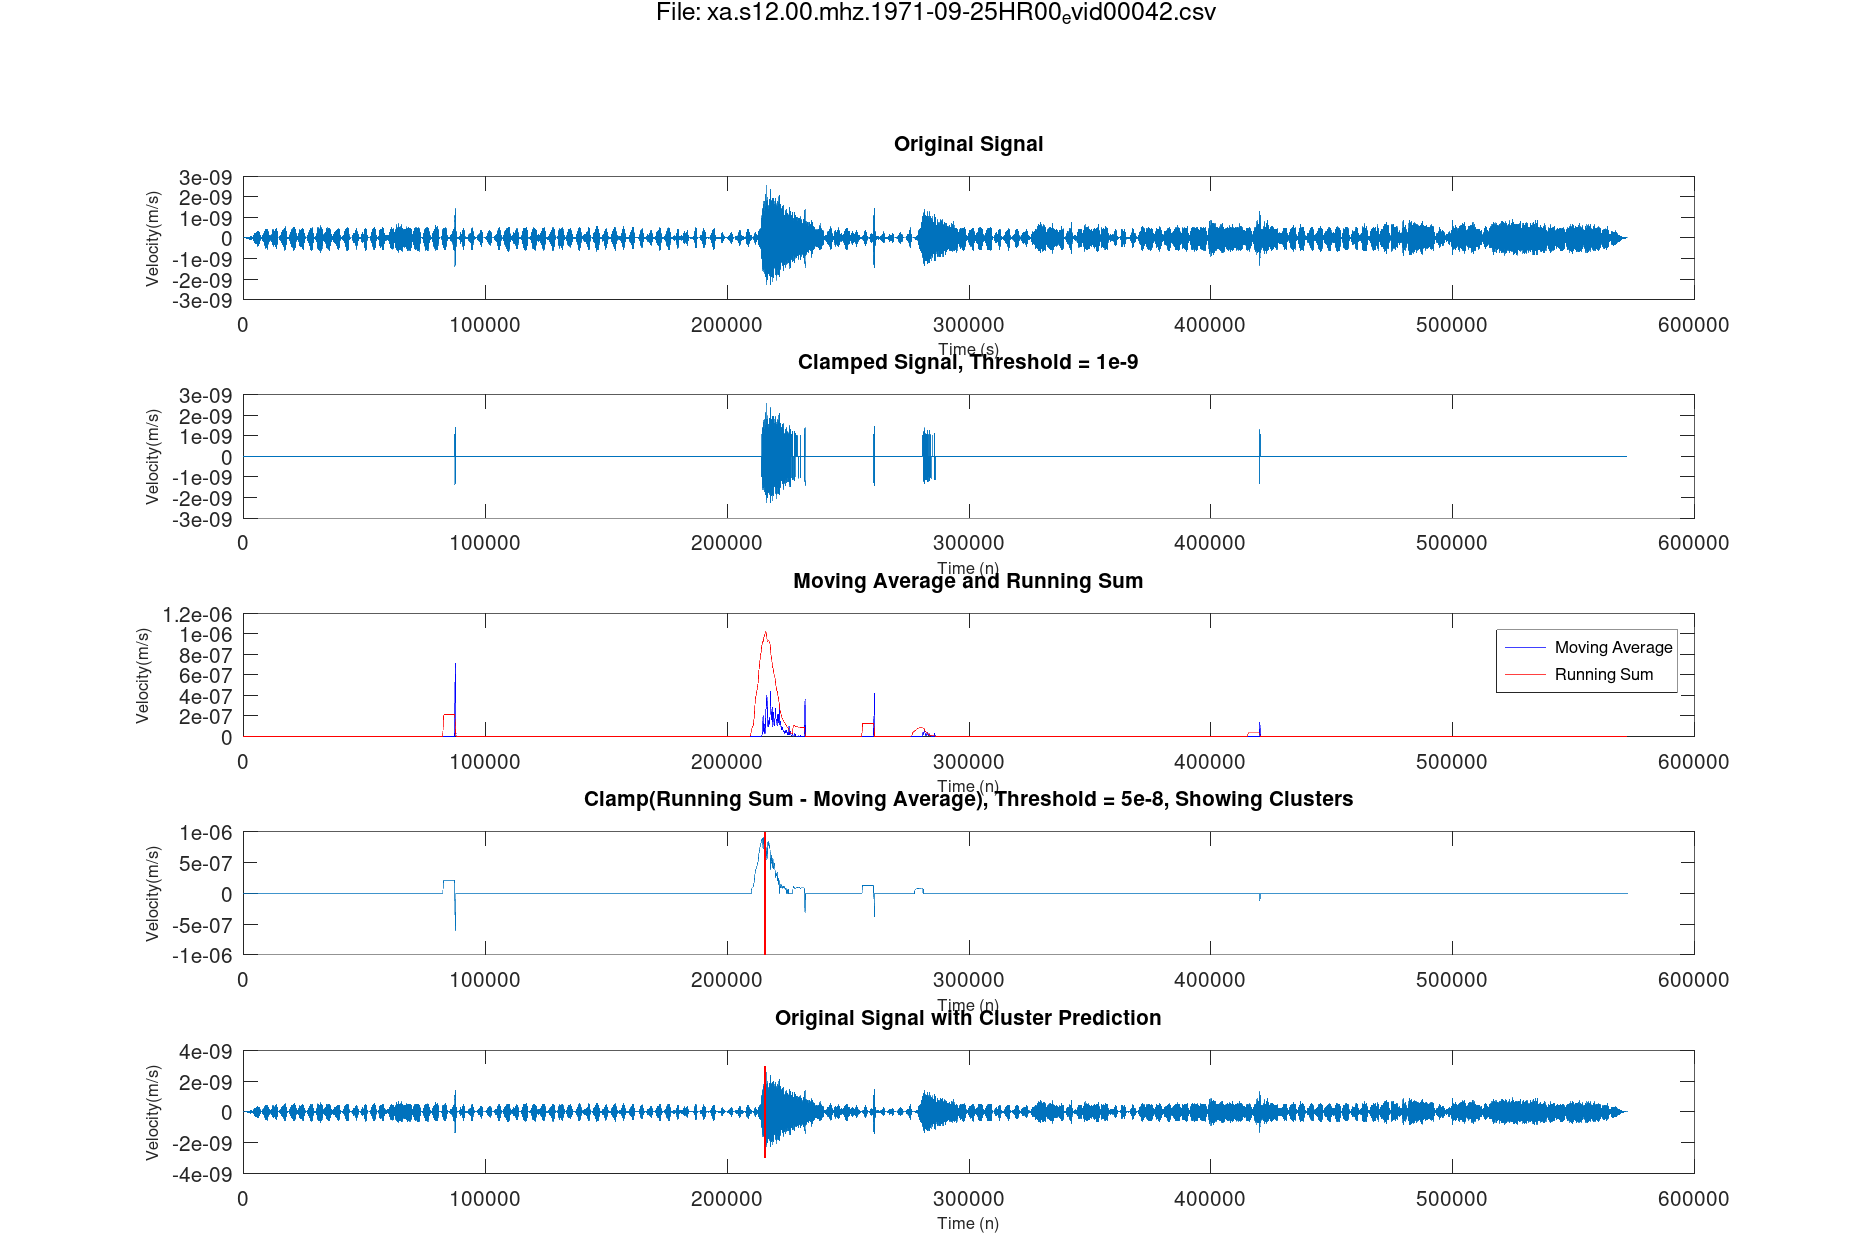 File: xa.s12.00.mhz.1971-09-25HR00evid00042.csv
Original Signal
Velocity(m/s)
3e-09
2e-09
1e-09
0
-1e-09
-2e-09
-3e-09
0 100000 200000 300000 400000 500000 600000
Time (s)
Clamped Signal, Threshold = 1e-9
Velocity(m/s)
3e-09
2e-09
1e-09
0
-1e-09
-2e-09
-3e-09
0 100000 200000 300000 400000 500000 600000
Time (n)
Moving Average and Running Sum
Velocity(m/s)
1.2e-06
1e-06
8e-07
6e-07
4e-07
2e-07
0
Moving Average
Running Sum
0 100000 200000 300000 400000 500000 600000
Time (n)
Clamp(Running Sum - Moving Average), Threshold = 5e-8, Showing Clusters
Velocity(m/s)
1e-06
5e-07
0
-5e-07
-1e-06
0 100000 200000 300000 400000 500000 600000
Time (n)
Original Signal with Cluster Prediction
Velocity(m/s)
4e-09
2e-09
0
-2e-09
-4e-09
0 100000 200000 300000 400000 500000 600000
Time (n)